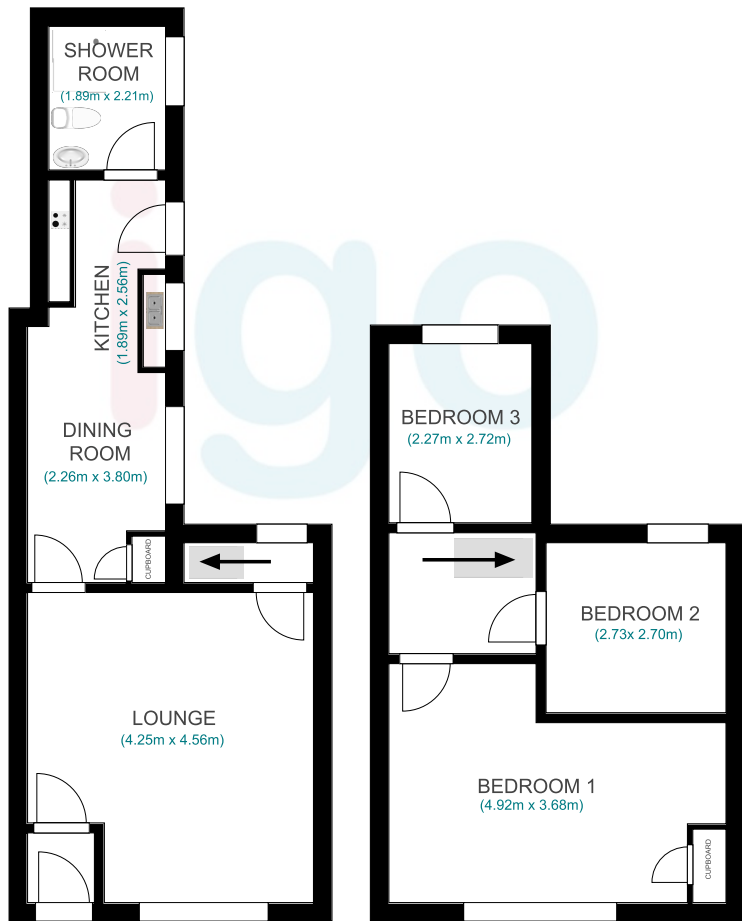 SHOWER
ROOM
(1.89m x 2.21m)
KITCHEN
(1.89m x 2.56m)
igo
DINING
ROOM
(2.26m x 3.80m)
CUPBOARD
LOUNGE
(4.25m x 4.56m)
BEDROOM 3
(2.27m x 2.72m)
BEDROOM 2
(2.73x 2.70m)
BEDROOM 1
(4.92m x 3.68m)
CUPBOARD